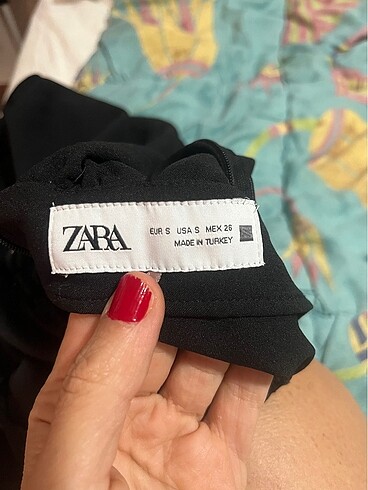 ZARA
EUR S USA S MEX 26
MADE IN TURKEY